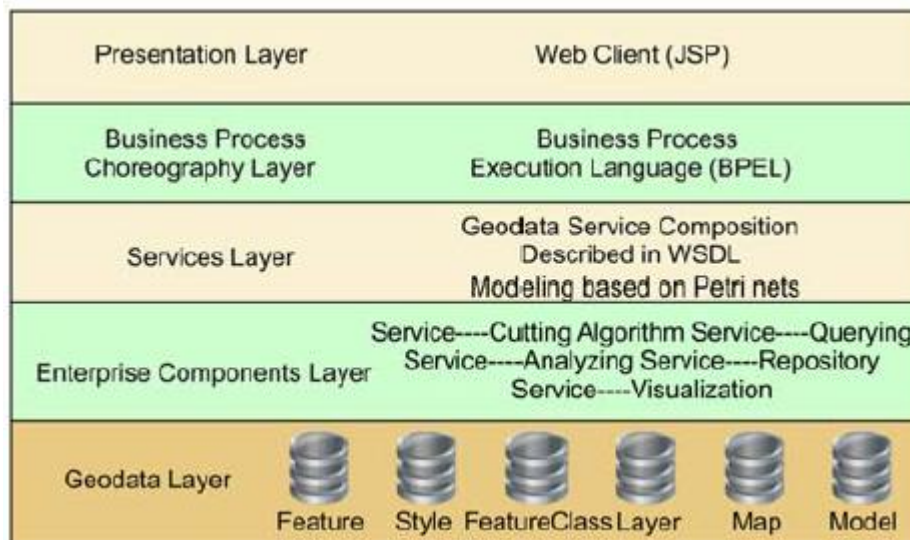 Presentation Layer
Web Client (JSP)
Business Process
Choreography Layer
Business Process
Execution Language (BPEL)
Services Layer
Geodata Service Composition
Described in WSDL
Modeling based on Petri nets
Enterprise Components Layer
Service----Cutting Algorithm Service----Querying
Service----Analyzing Service----Repository
Service----Visualization
Geodata Layer
Feature Style FeatureClass Layer Map Model